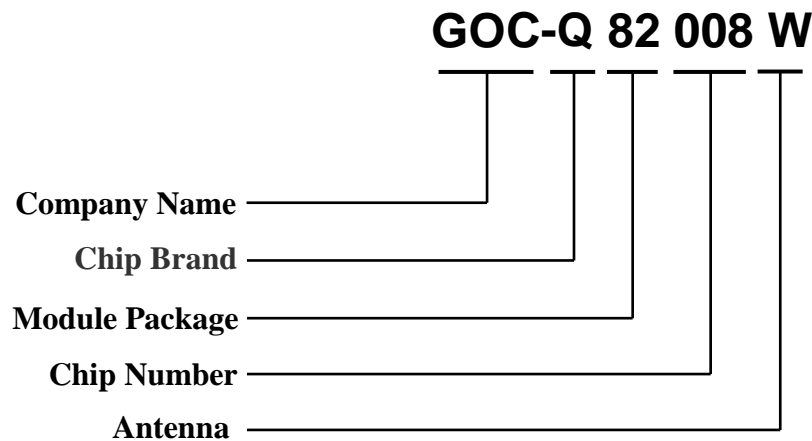 GOC-Q 82 008 W
Company Name
Chip Brand
Module Package
Chip Number
Antenna